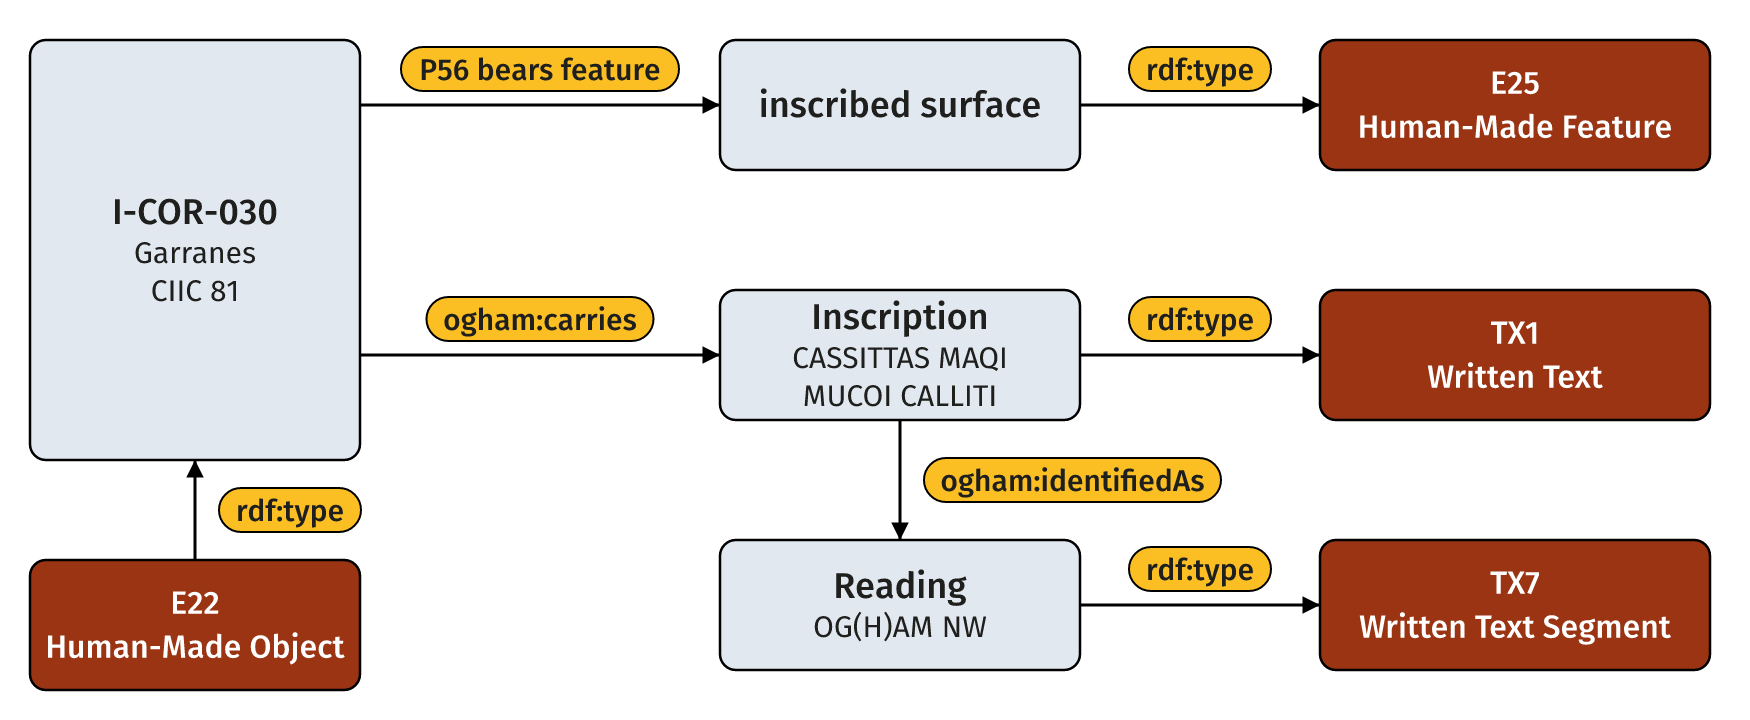 P56 bears feature
inscribed surface
rdf:type
E25
Human-Made Feature
I-COR-030
Garranes
CIIC 81
ogham:carries
Inscription
CASSITTAS MAQI
MUCOI CALLITI
rdf:type
TX1
Written Text
ogham:identifiedAs
rdf:type
E22
Human-Made Object
Reading
OG(H)AM NW
rdf:type
TX7
Written Text Segment